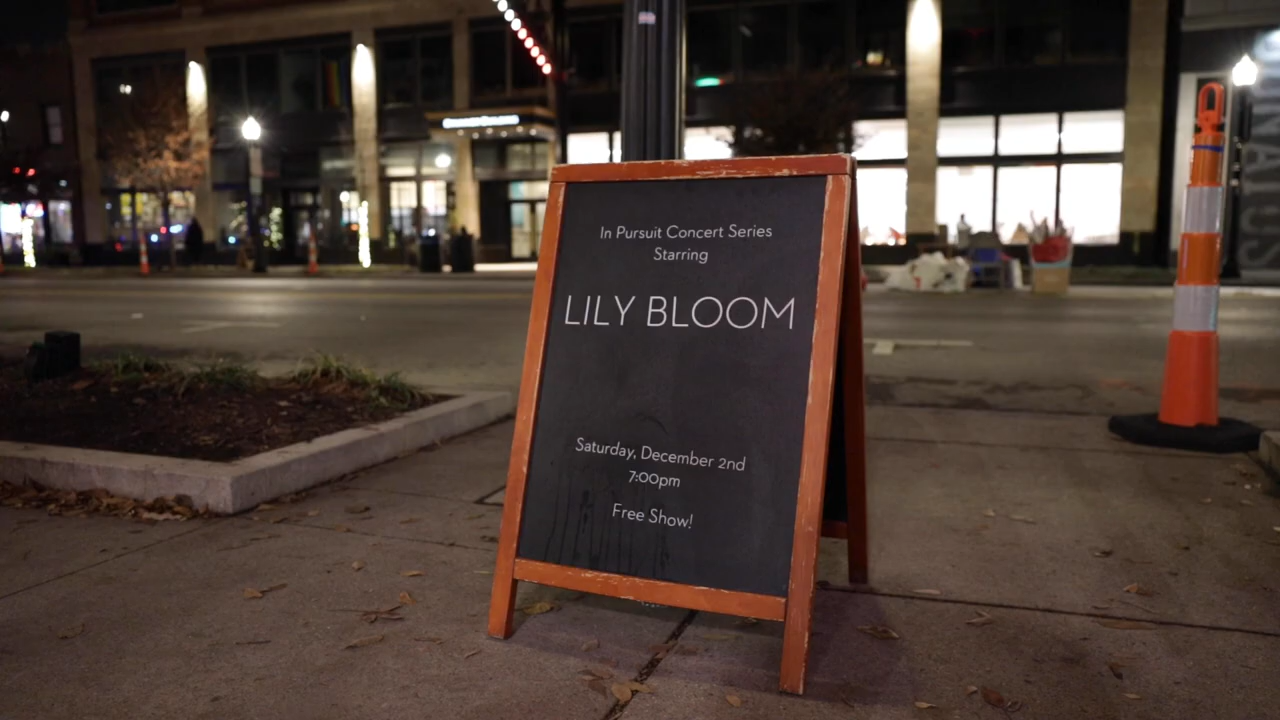 In Pursuit Concert Series
Starring
LILY BLOOM
Saturday, December 2nd
7:00pm
Free Show!